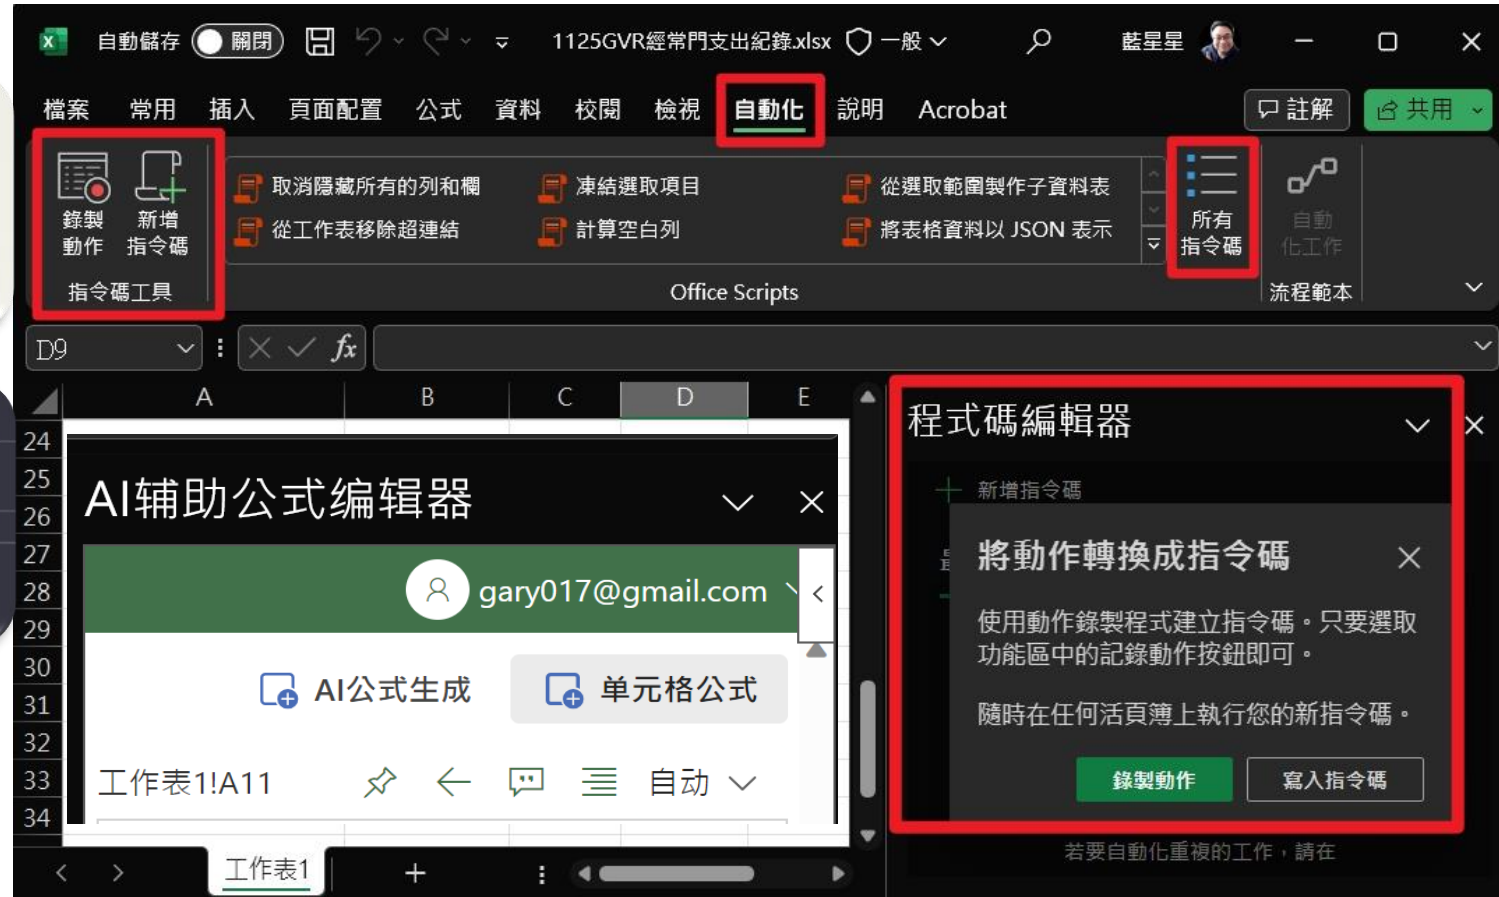 自動儲存 關閉 1125GVR經常門支出紀錄.xlsx 一般 藍星星
檔案 常用 插入 頁面配置 公式 資料 校閱 檢視 自動化 說明 Acrobat 註解 共用
錄製
動作
新增
指令碼
指令碼工具
取消隱藏所有的列和欄 凍結選取項目 從選取範圍製作子資料表
從工作表移除超連結 計算空白列 將表格資料以 JSON 表示
Office Scripts
所有
指令碼
自動
化工作
流程範本
D9 fx
A B C D E
24
25
26
27
28
29
30
31
32
33
34
AI辅助公式编辑器
gary017@gmail.com
AI公式生成 单元格公式
工作表1!A11 自动
程式碼編輯器
新增指令碼
將動作轉換成指令碼
使用動作錄製程式建立指令碼。只要選取
功能區中的記錄動作按鈕即可。
隨時在任何活頁簿上執行您的新指令碼。
錄製動作 寫入指令碼
若要自動化重複的工作，請在
工作表1